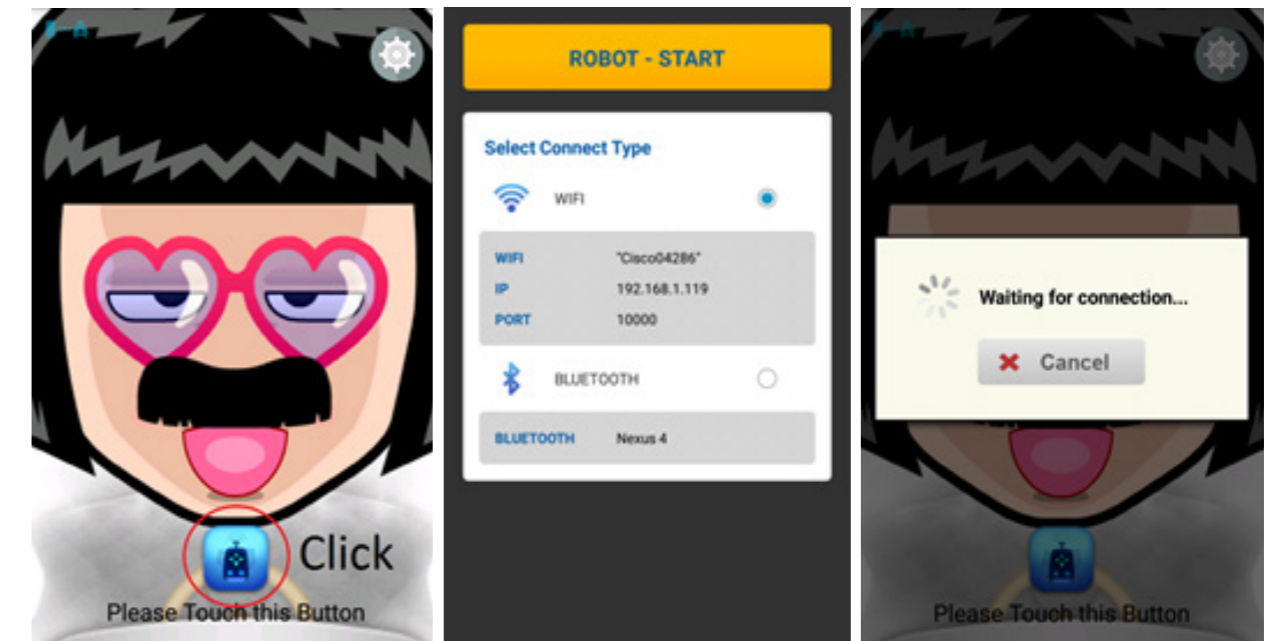 Click
Please Touch this Button
ROBOT - START
Select Connect Type
WIFI
WIFI "Cisco04286"
IP 192.168.1.119
PORT 10000
BLUETOOTH
BLUETOOTH Nexus 4
Waiting for connection...
Cancel
Please Touch this Button